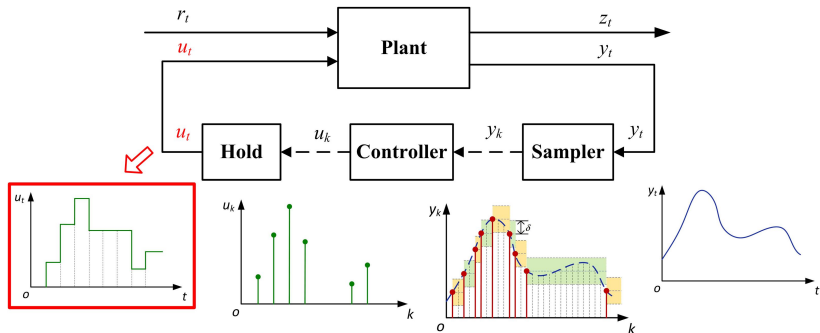 r_t
Plant
z_t
u_t
y_t
u_t
Hold
u_k
Controller
y_k
Sampler
y_t
u_t
o
t
u_k
o
k
y_k
δ
o
k
y_t
o
t